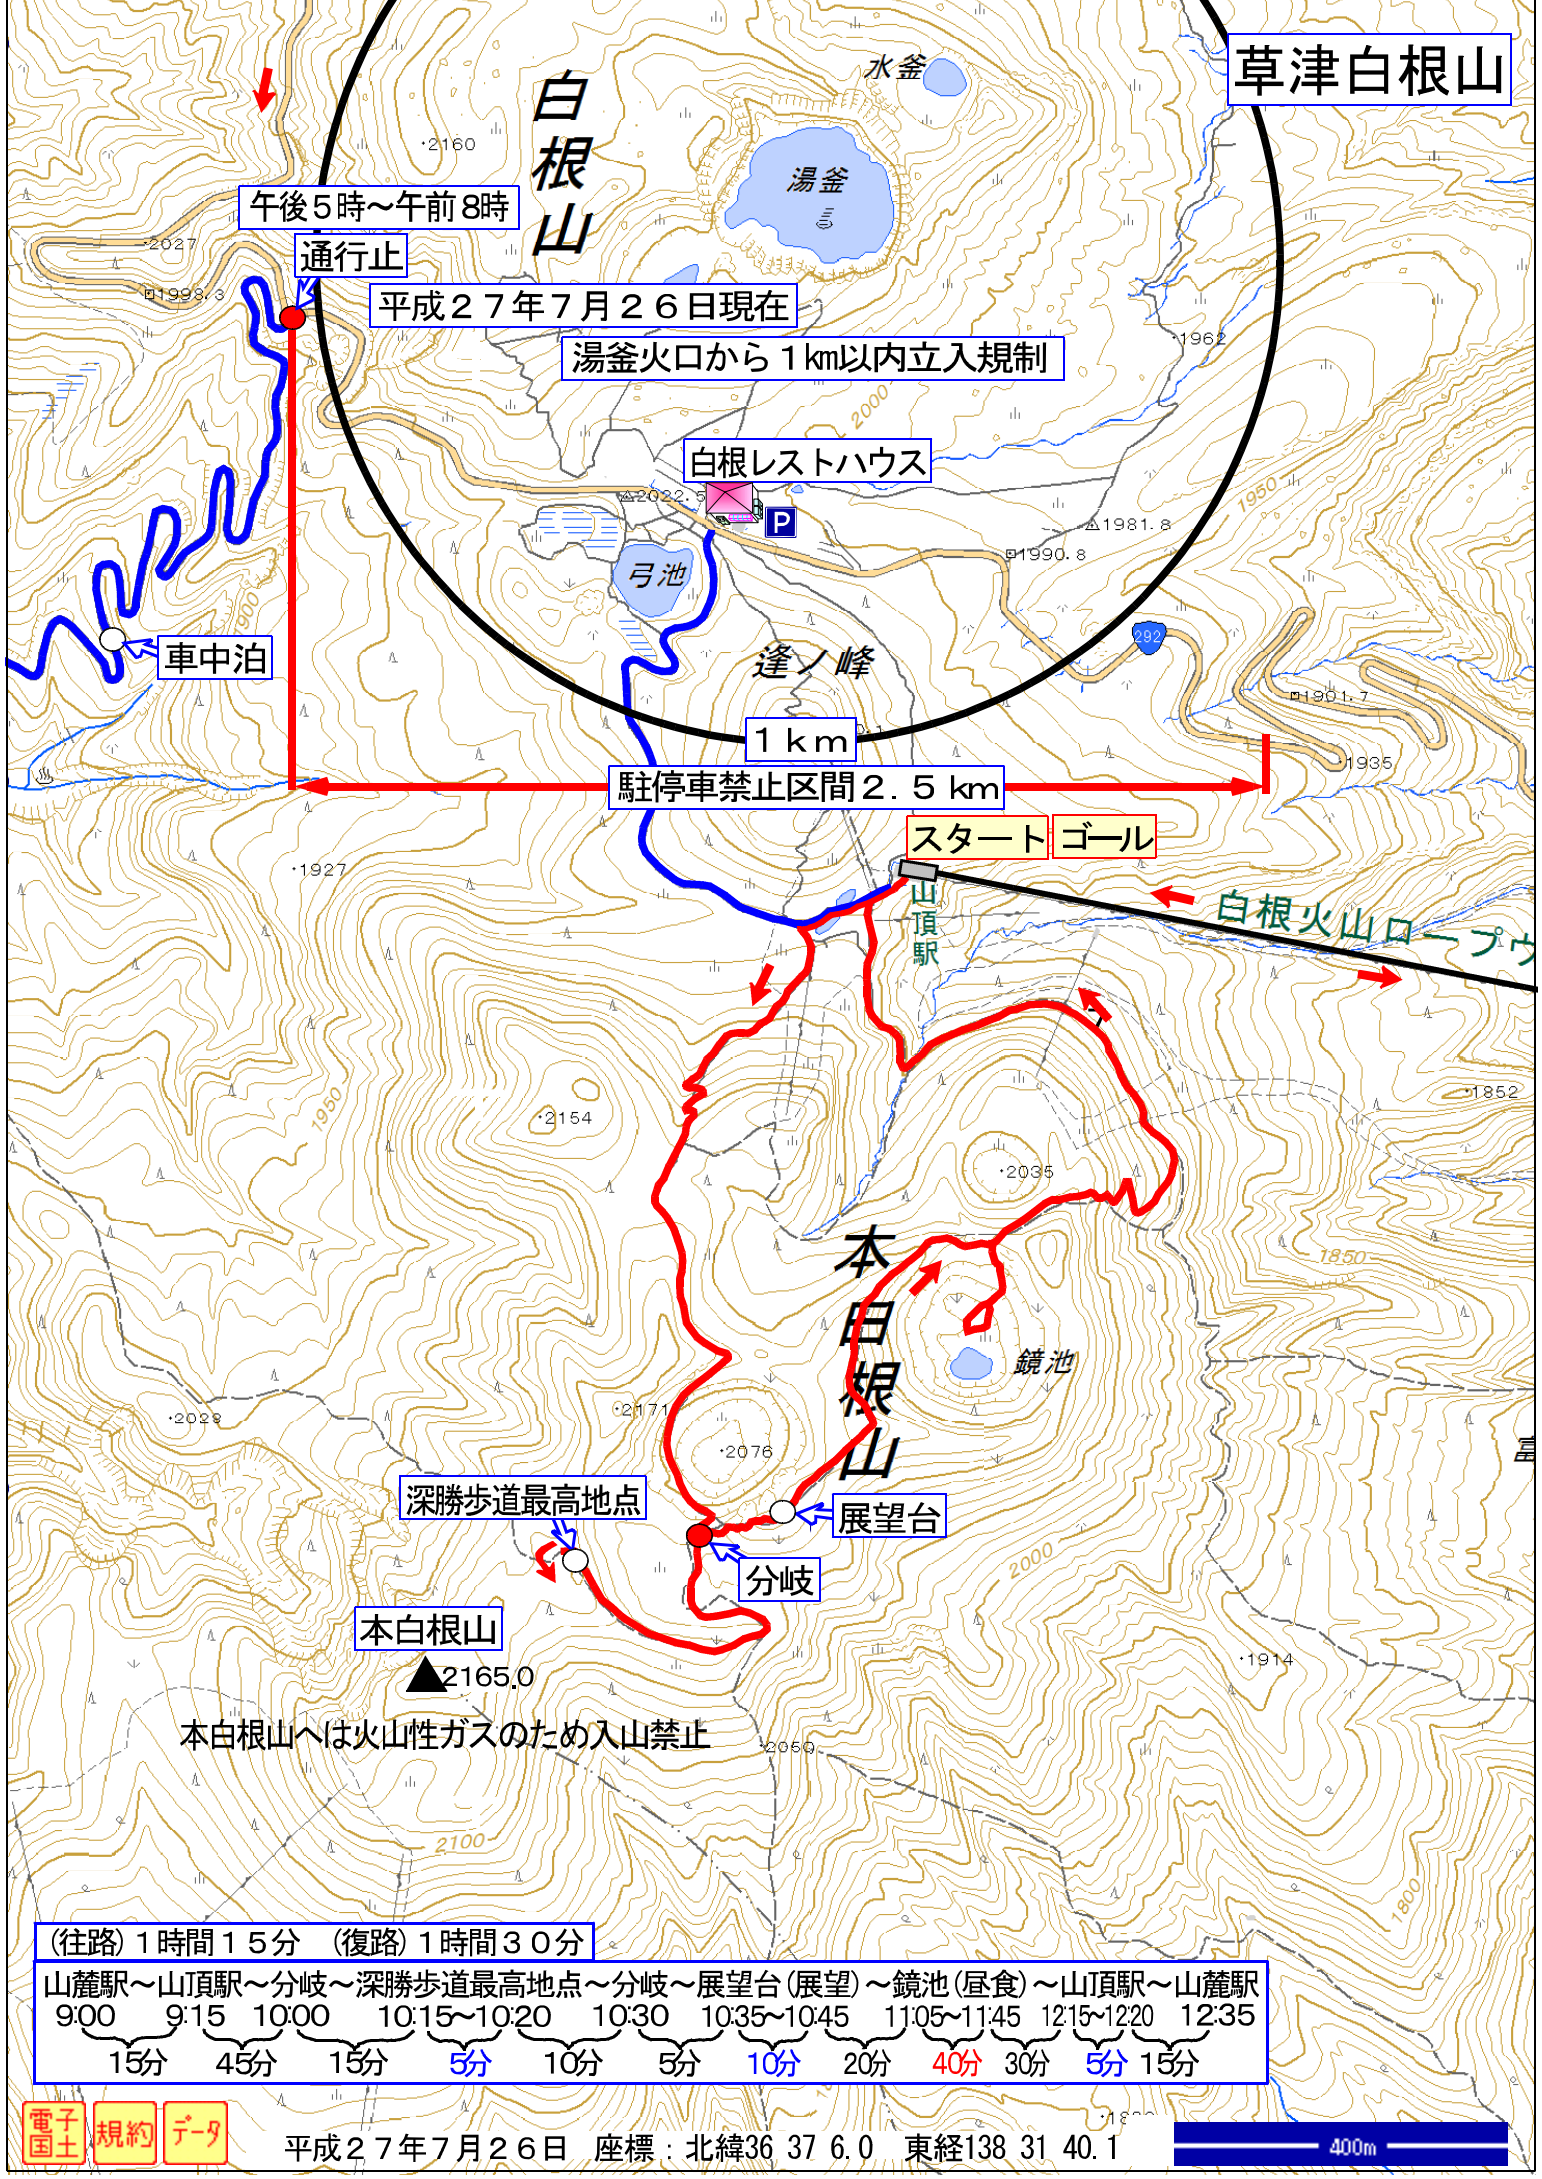 草津白根山
水釜
白根山
2160
湯釜
午後5時～午前8時
2027
通行止
1998.3
平成27年7月26日現在
1962
湯釜火口から1km以内立入規制
2000
白根レストハウス
2022.5
P
1950
1981.8
1990.8
弓池
1900
292
車中泊
逢ノ峰
1901.7
1km
1935
駐停車禁止区間2.5km
スタート ゴール
1927
山頂駅
白根火山ロープウ
1950
2154
1852
2035
本白根山
1850
鏡池
2171
2029
2076
富
深勝歩道最高地点
展望台
2000
分岐
本白根山
1914
2165.0
本白根山へは火山性ガスのため入山禁止
2050
2100
1800
(往路)1時間15分 (復路)1時間30分
山麓駅～山頂駅～分岐～深勝歩道最高地点～分岐～展望台(展望)～鏡池(昼食)～山頂駅～山麓駅
9:00 9:15 10:00 10:15～10:20 10:30 10:35～10:45 11:05～11:45 12:15～12:20 12:35
15分 45分 15分 5分 10分 5分 10分 20分 40分 30分 5分 15分
電子国土 規約 データ
平成27年7月26日 座標：北緯36 37 6.0 東経138 31 40.1
400m